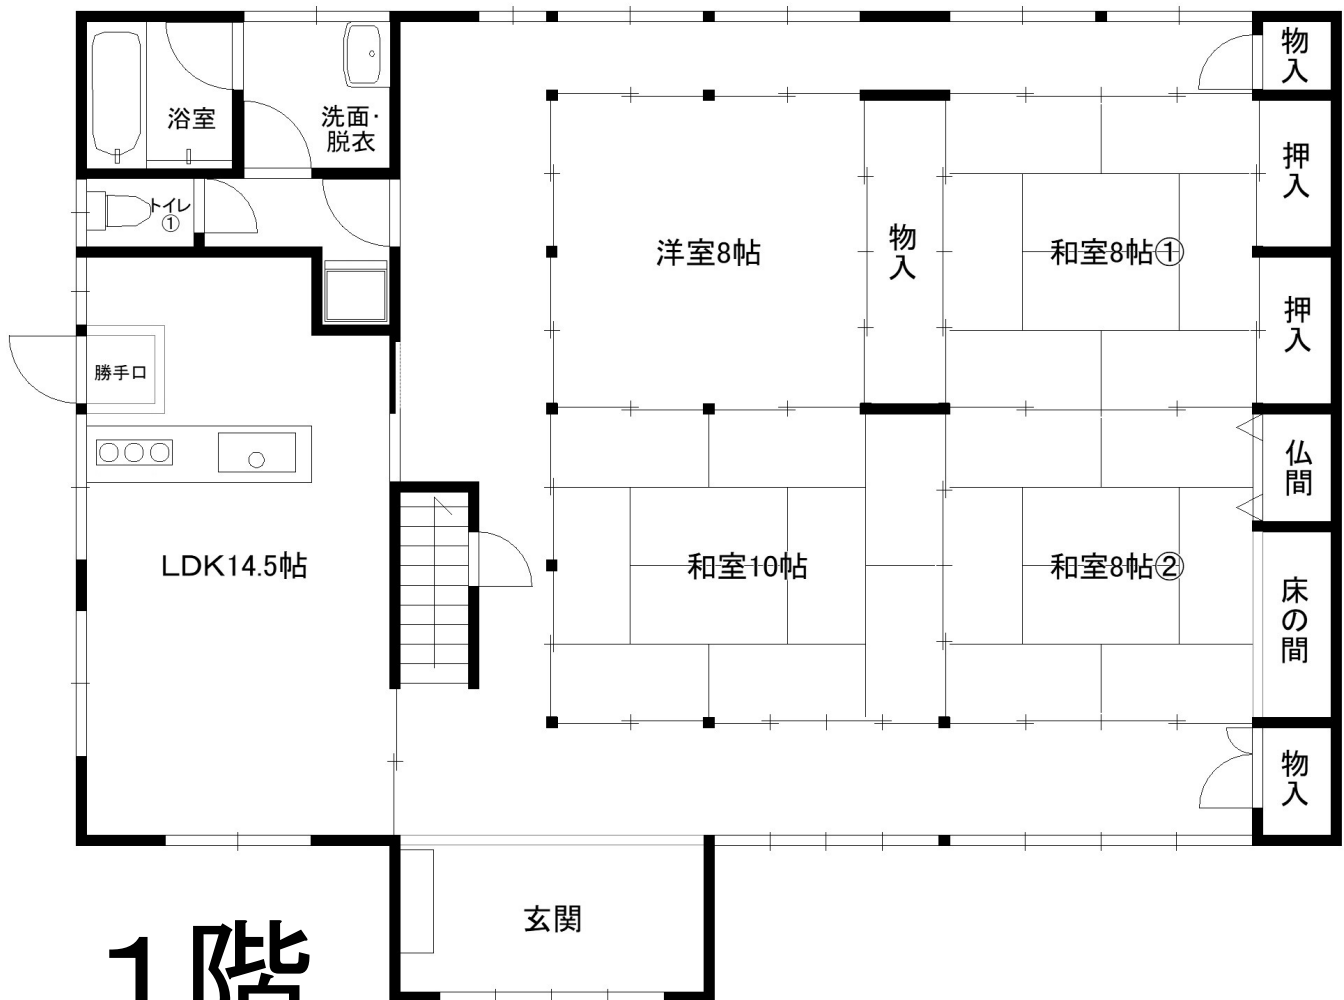 物入
浴室
洗面・
脱衣
押入
トイレ
①
洋室8帖
物入
和室8帖①
押入
勝手口
仏間
LDK14.5帖
和室10帖
和室8帖②
床の間
物入
玄関
1階